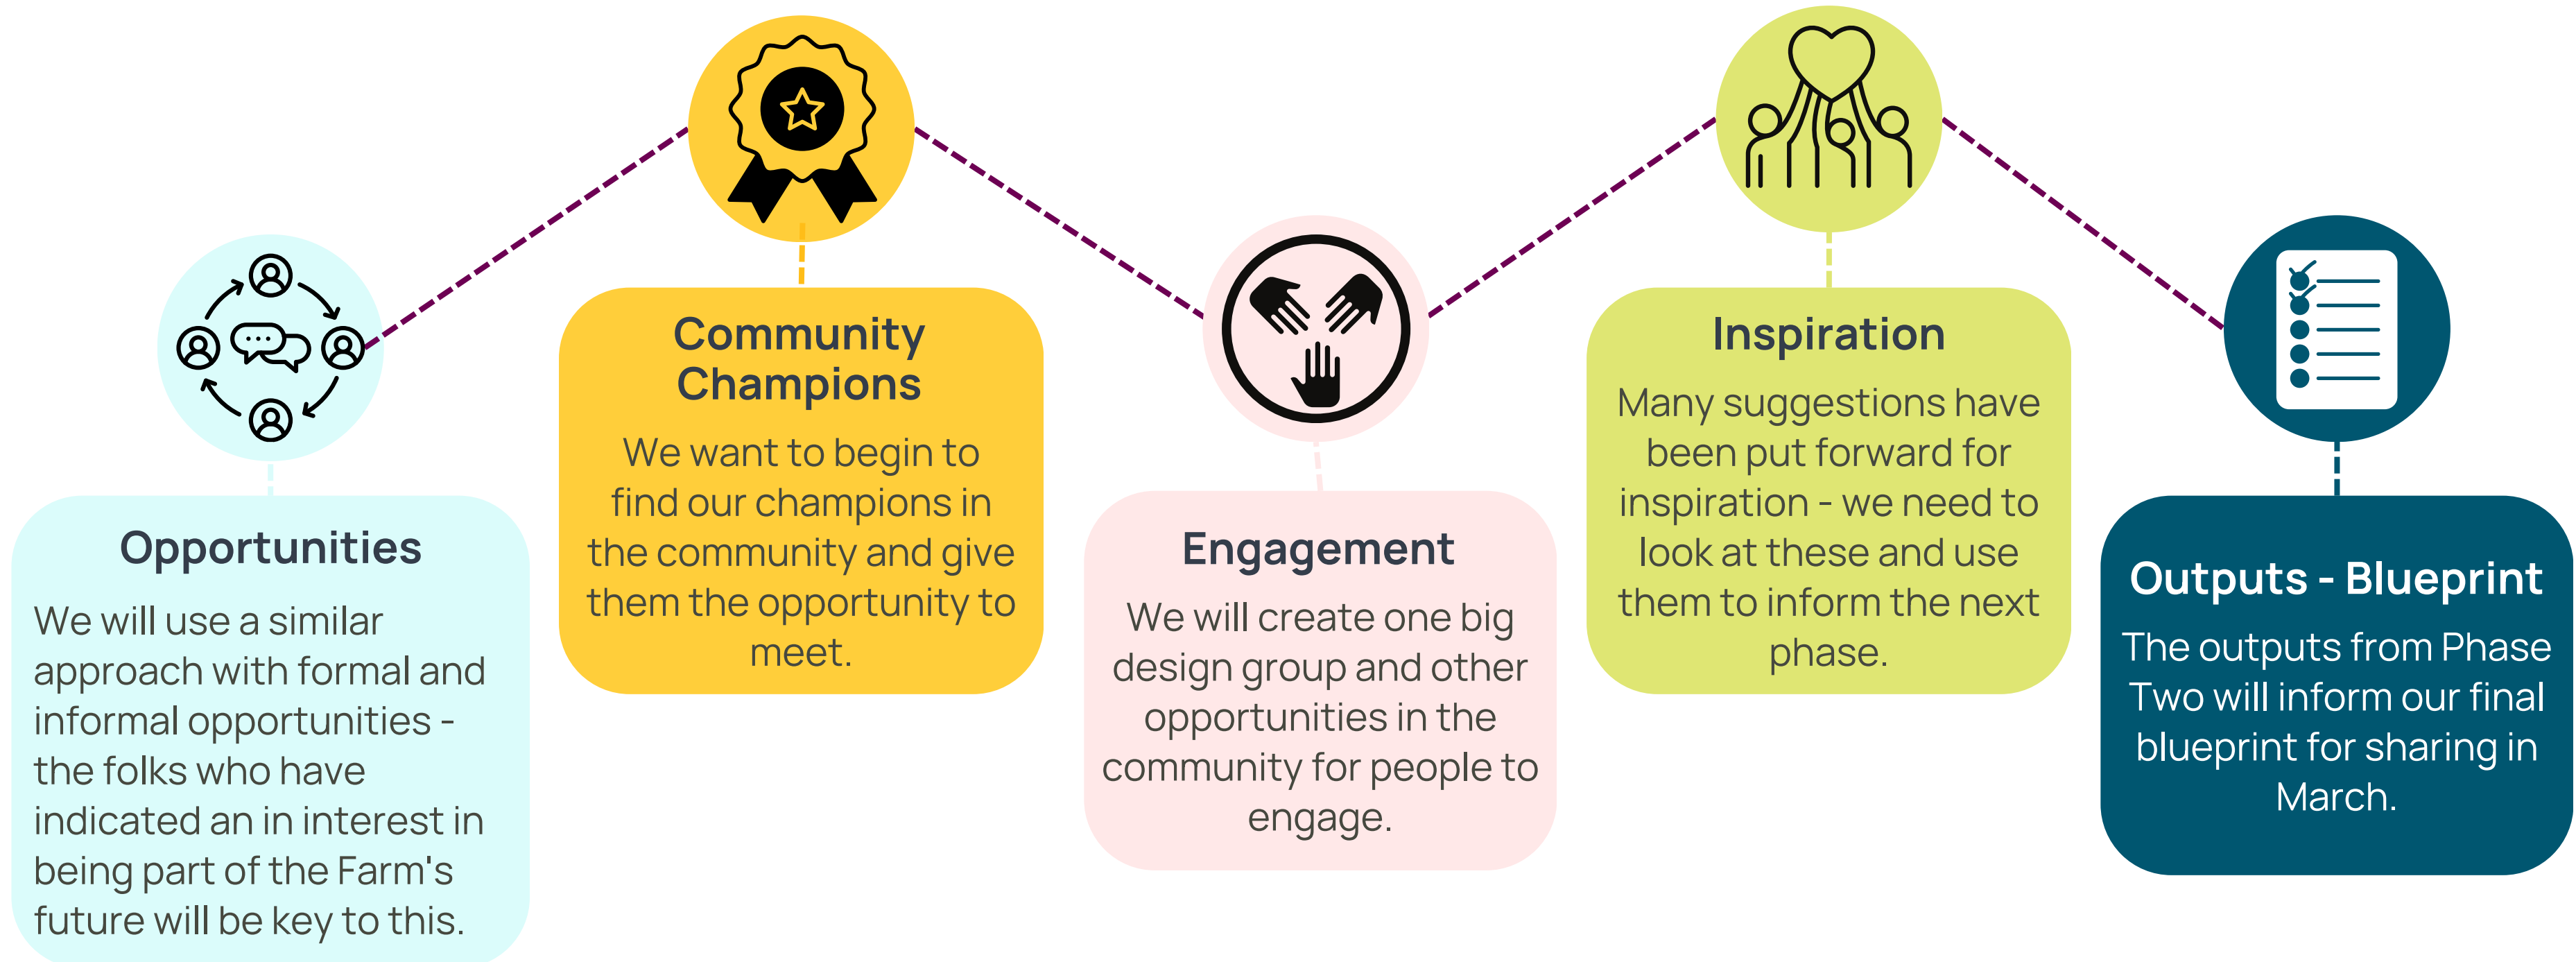 Opportunities
We will use a similar
approach with formal and
informal opportunities -
the folks who have
indicated an in interest in
being part of the Farm's
future will be key to this.
Community
Champions
We want to begin to
find our champions in
the community and give
them the opportunity to
meet.
Engagement
We will create one big
design group and other
opportunities in the
community for people to
engage.
Inspiration
Many suggestions have
been put forward for
inspiration - we need to
look at these and use
them to inform the next
phase.
Outputs - Blueprint
The outputs from Phase
Two will inform our final
blueprint for sharing in
March.